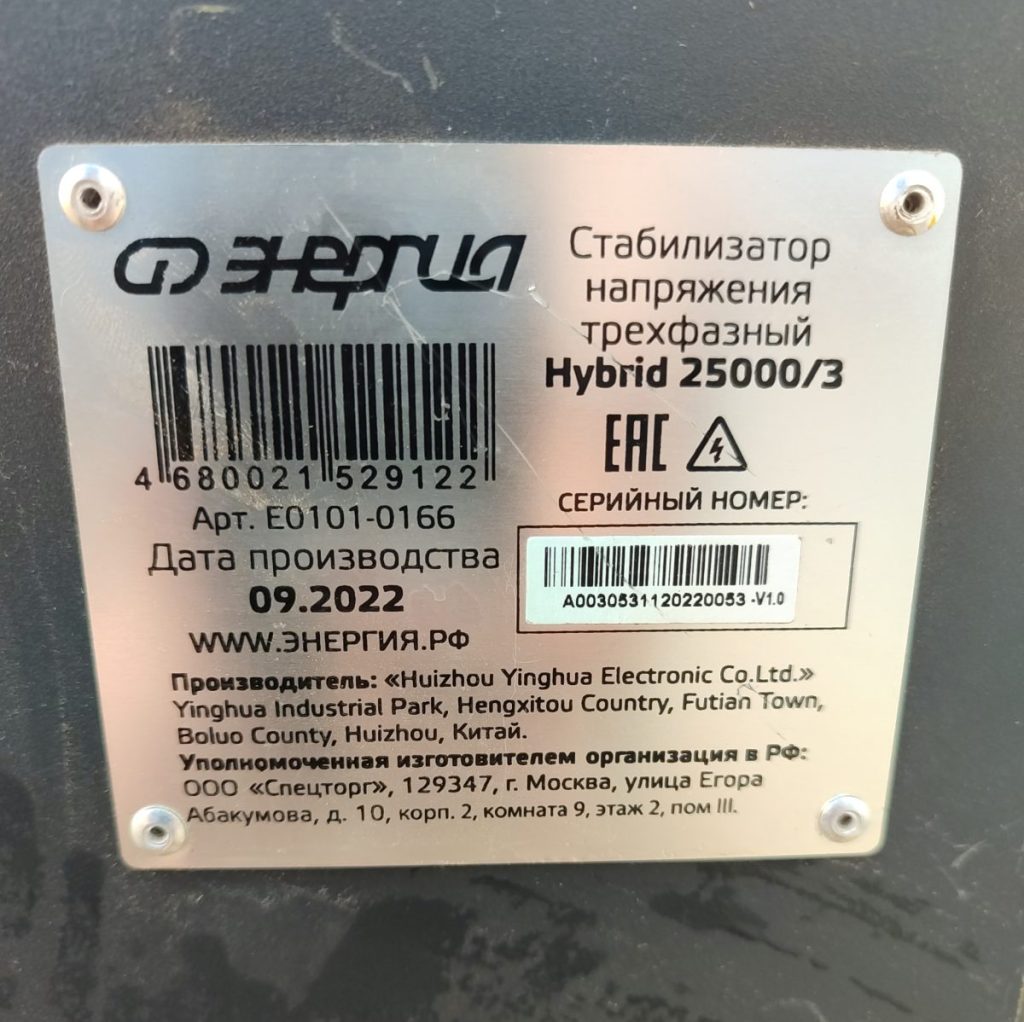 энергия
4 680021 529122
Арт. E0101-0166
Дата производства
09.2022
WWW.ЭНЕРГИЯ.РФ
Стабилизатор
напряжения
трехфазный
Hybrid 25000/3
EAC
СЕРИЙНЫЙ НОМЕР:
A0030531120220053 -V1.0
Производитель: «Huizhou Yinghua Electronic Co.Ltd.»
Yinghua Industrial Park, Hengxitou Country, Futian Town,
Boluo County, Huizhou, Китай.
Уполномоченная изготовителем организация в РФ:
ООО «Спецторг», 129347, г. Москва, улица Егора
Абакумова, д. 10, корп. 2, комната 9, этаж 2, пом III.